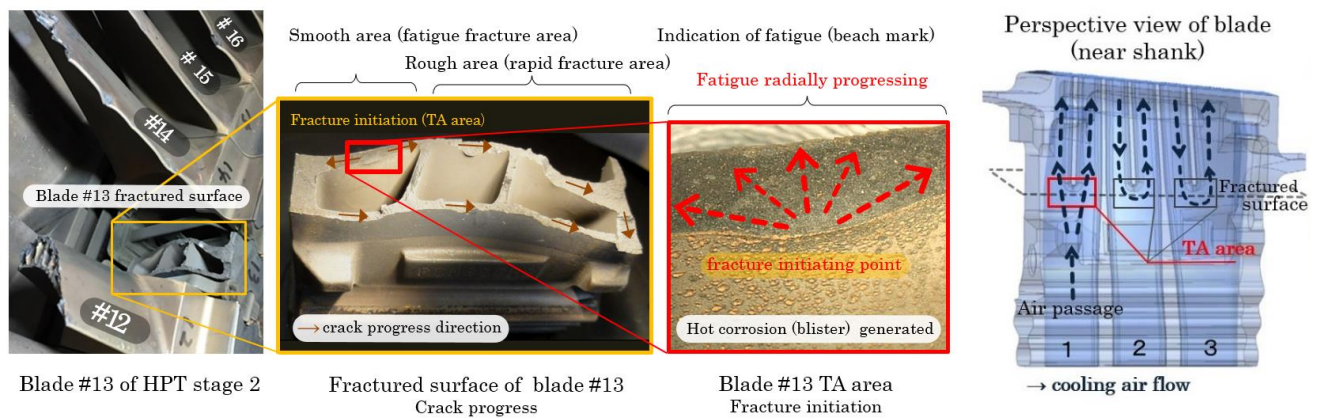 # 16
# 15
#14
Blade #13 fractured surface
#12
Blade #13 of HPT stage 2
Smooth area (fatigue fracture area)
Rough area (rapid fracture area)
Fracture initiation (TA area)
→ crack progress direction
Fractured surface of blade #13
Crack progress
Indication of fatigue (beach mark)
Fatigue radially progressing
fracture initiating point
Hot corrosion (blister) generated
Blade #13 TA area
Fracture initiation
Perspective view of blade
(near shank)
Fractured
surface
TA area
Air passage
1 2 3
→ cooling air flow